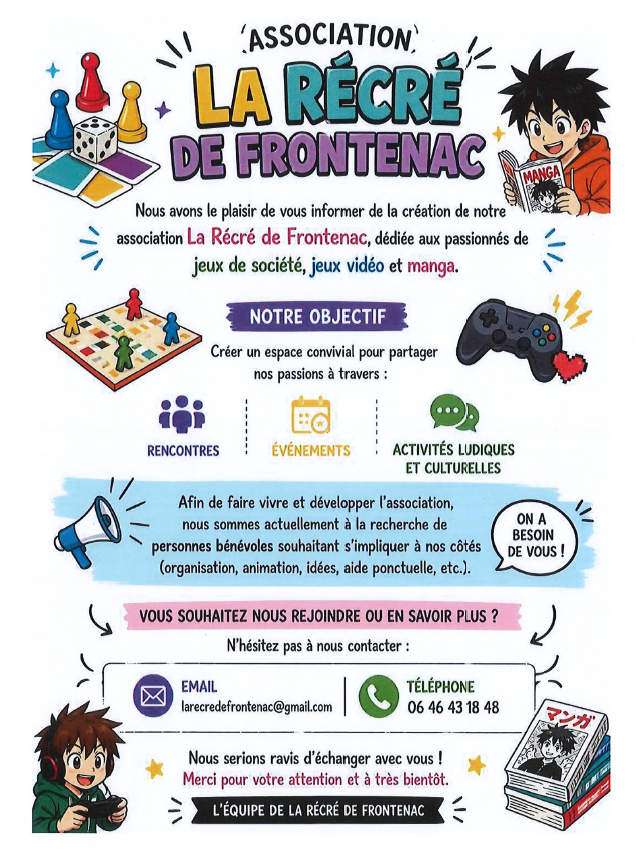 ASSOCIATION
LA RÉCRÉ
DE FRONTENAC
MANGA
Nous avons le plaisir de vous informer de la création de notre
association La Récré de Frontenac, dédiée aux passionnés de
jeux de société, jeux vidéo et manga.
NOTRE OBJECTIF
Créer un espace convivial pour partager
nos passions à travers :
RENCONTRES
ÉVÉNEMENTS
ACTIVITÉS LUDIQUES
ET CULTURELLES
Afin de faire vivre et développer l'association,
nous sommes actuellement à la recherche de
personnes bénévoles souhaitant s'impliquer à nos côtés
(organisation, animation, idées, aide ponctuelle, etc.).
ON A
BESOIN
DE VOUS !
VOUS SOUHAITEZ NOUS REJOINDRE OU EN SAVOIR PLUS ?
N'hésitez pas à nous contacter :
EMAIL
larecredefrontenac@gmail.com
TÉLÉPHONE
06 46 43 18 48
マンガ
Nous serions ravis d'échanger avec vous !
Merci pour votre attention et à très bientôt.
L'ÉQUIPE DE LA RÉCRÉ DE FRONTENAC